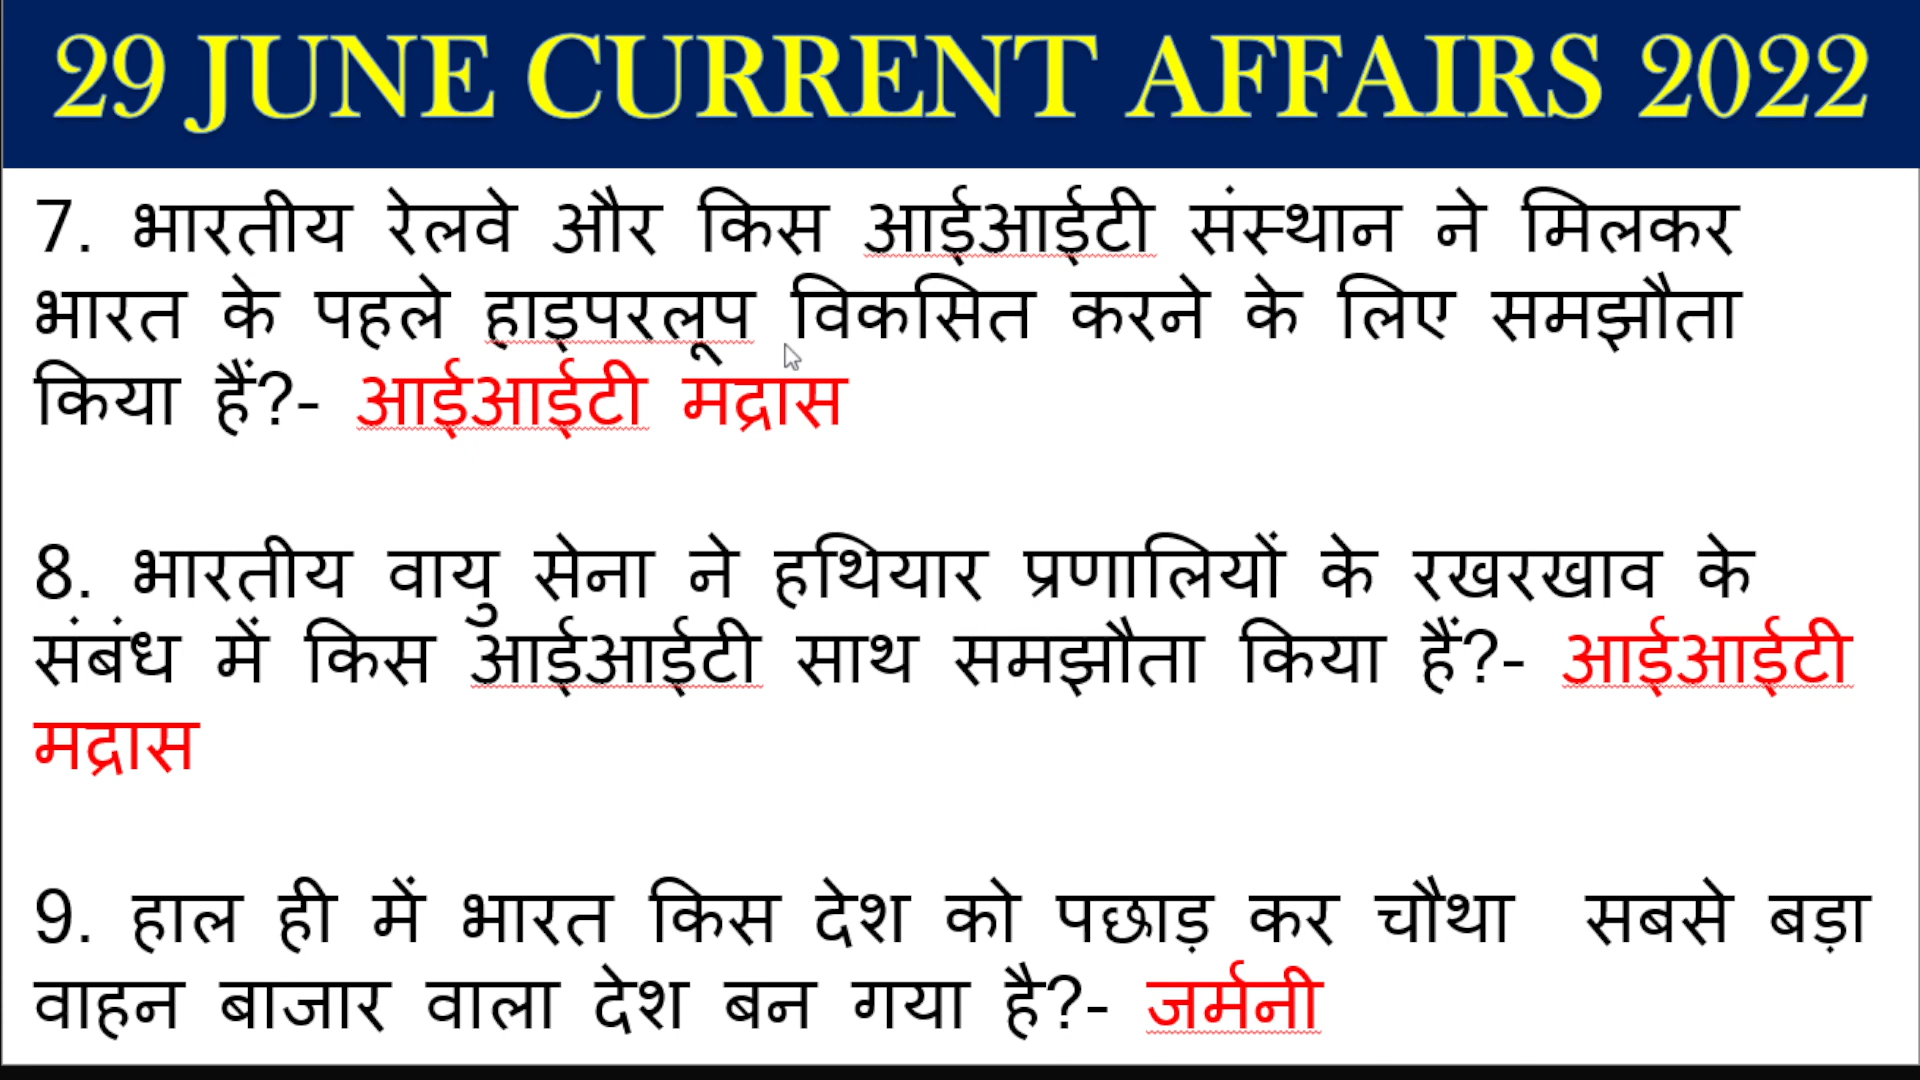 29 JUNE CURRENT AFFAIRS 2022
7. भारतीय रेलवे और किस आईआईटी संस्थान ने मिलकर
भारत के पहले हाइपरलूप विकसित करने के लिए समझौता
किया हैं?- आईआईटी मद्रास
8. भारतीय वायु सेना ने हथियार प्रणालियों के रखरखाव के
संबंध में किस आईआईटी साथ समझौता किया हैं?- आईआईटी
मद्रास
9. हाल ही में भारत किस देश को पछाड़ कर चौथा सबसे बड़ा
वाहन बाजार वाला देश बन गया है?- जर्मनी